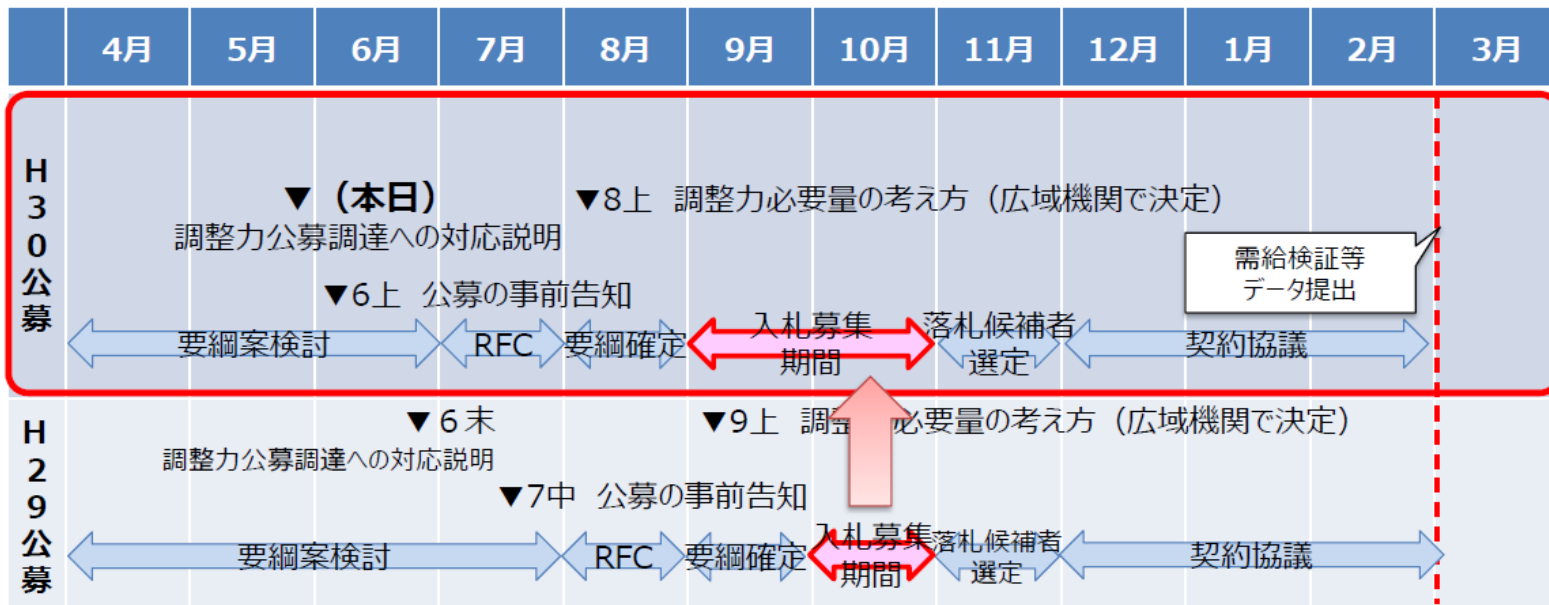 4月 5月 6月 7月 8月 9月 10月 11月 12月 1月 2月 3月
H30公募
▼（本日）
調整力公募調達への対応説明
▼8上 調整力必要量の考え方（広域機関で決定）
▼6上 公募の事前告知
需給検証等
データ提出
要綱案検討
RFC
要綱確定
入札募集
期間
落札候補者
選定
契約協議
H29公募
▼６末
調整力公募調達への対応説明
▼9上 調整 必要量の考え方（広域機関で決定）
▼7中 公募の事前告知
要綱案検討
RFC
要綱確定
入札募集
期間
落札候補者
選定
契約協議